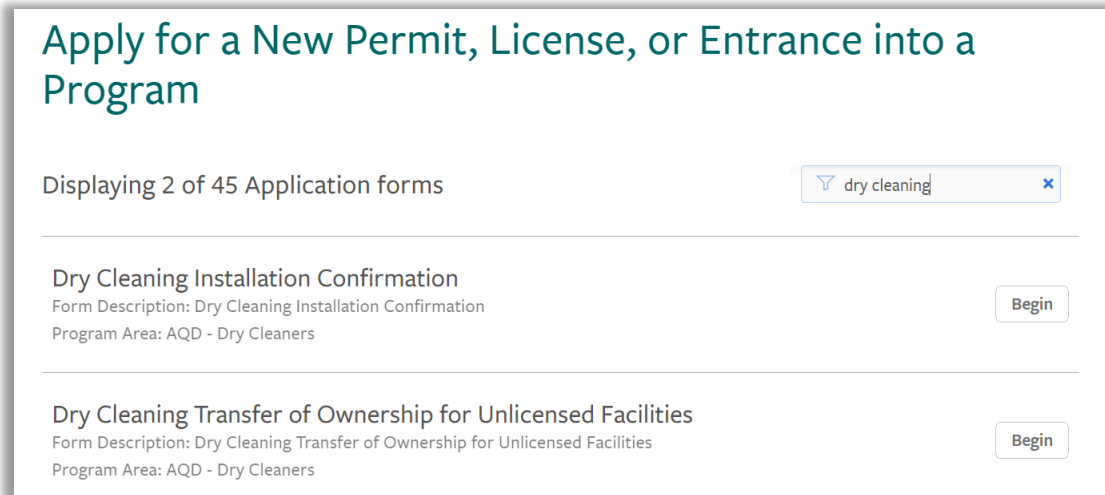 Apply for a New Permit, License, or Entrance into a
Program
Displaying 2 of 45 Application forms
dry cleaning
Dry Cleaning Installation Confirmation
Form Description: Dry Cleaning Installation Confirmation
Program Area: AQD - Dry Cleaners
Begin
Dry Cleaning Transfer of Ownership for Unlicensed Facilities
Form Description: Dry Cleaning Transfer of Ownership for Unlicensed Facilities
Program Area: AQD - Dry Cleaners
Begin